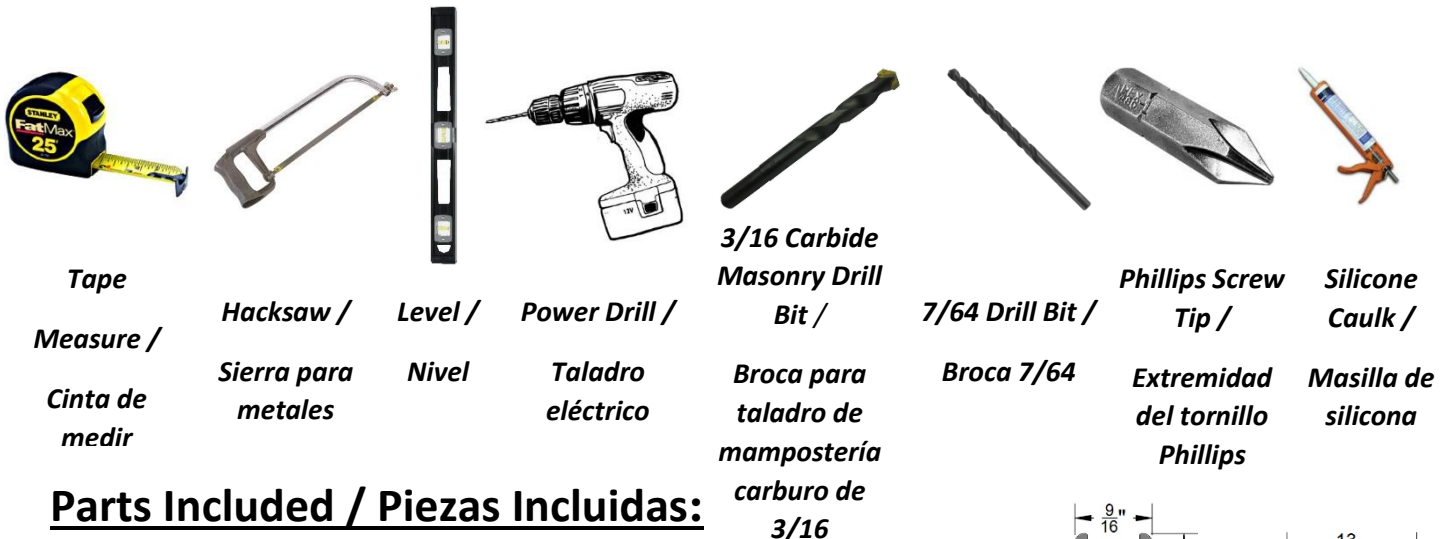 STANLEY
FatMax
25'
12V
Tape
Measure /
Cinta de
medir
Hacksaw /
Sierra para
metales
Level /
Nivel
Power Drill /
Taladro
eléctrico
3/16 Carbide
Masonry Drill
Bit /
Broca para
taladro de
mampostería
carburo de
3/16
7/64 Drill Bit /
Broca 7/64
Phillips Screw
Tip /
Extremidad
del tornillo
Phillips
Silicone
Caulk /
Masilla de
silicona
Parts Included / Piezas Incluidas:
9/16"
13